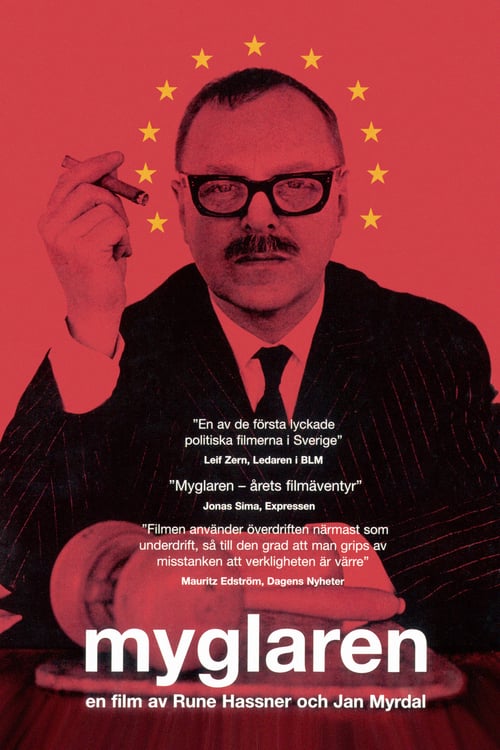 ”En av de första lyckade
politiska filmerna i Sverige”
Leif Zern, Ledaren i BLM
”Myglaren – årets filmäventyr”
Jonas Sima, Expressen
”Filmen använder överdriften närmast som
underdrift, så till den grad att man grips av
misstanken att verkligheten är värre”
Mauritz Edström, Dagens Nyheter
myglaren
en film av Rune Hassner och Jan Myrdal